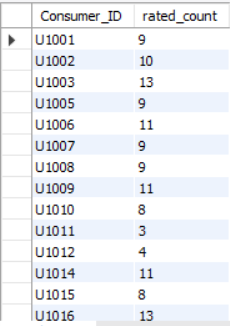 Consumer_ID rated_count
U1001 9
U1002 10
U1003 13
U1005 9
U1006 11
U1007 9
U1008 9
U1009 11
U1010 8
U1011 3
U1012 4
U1014 11
U1015 8
U1016 13